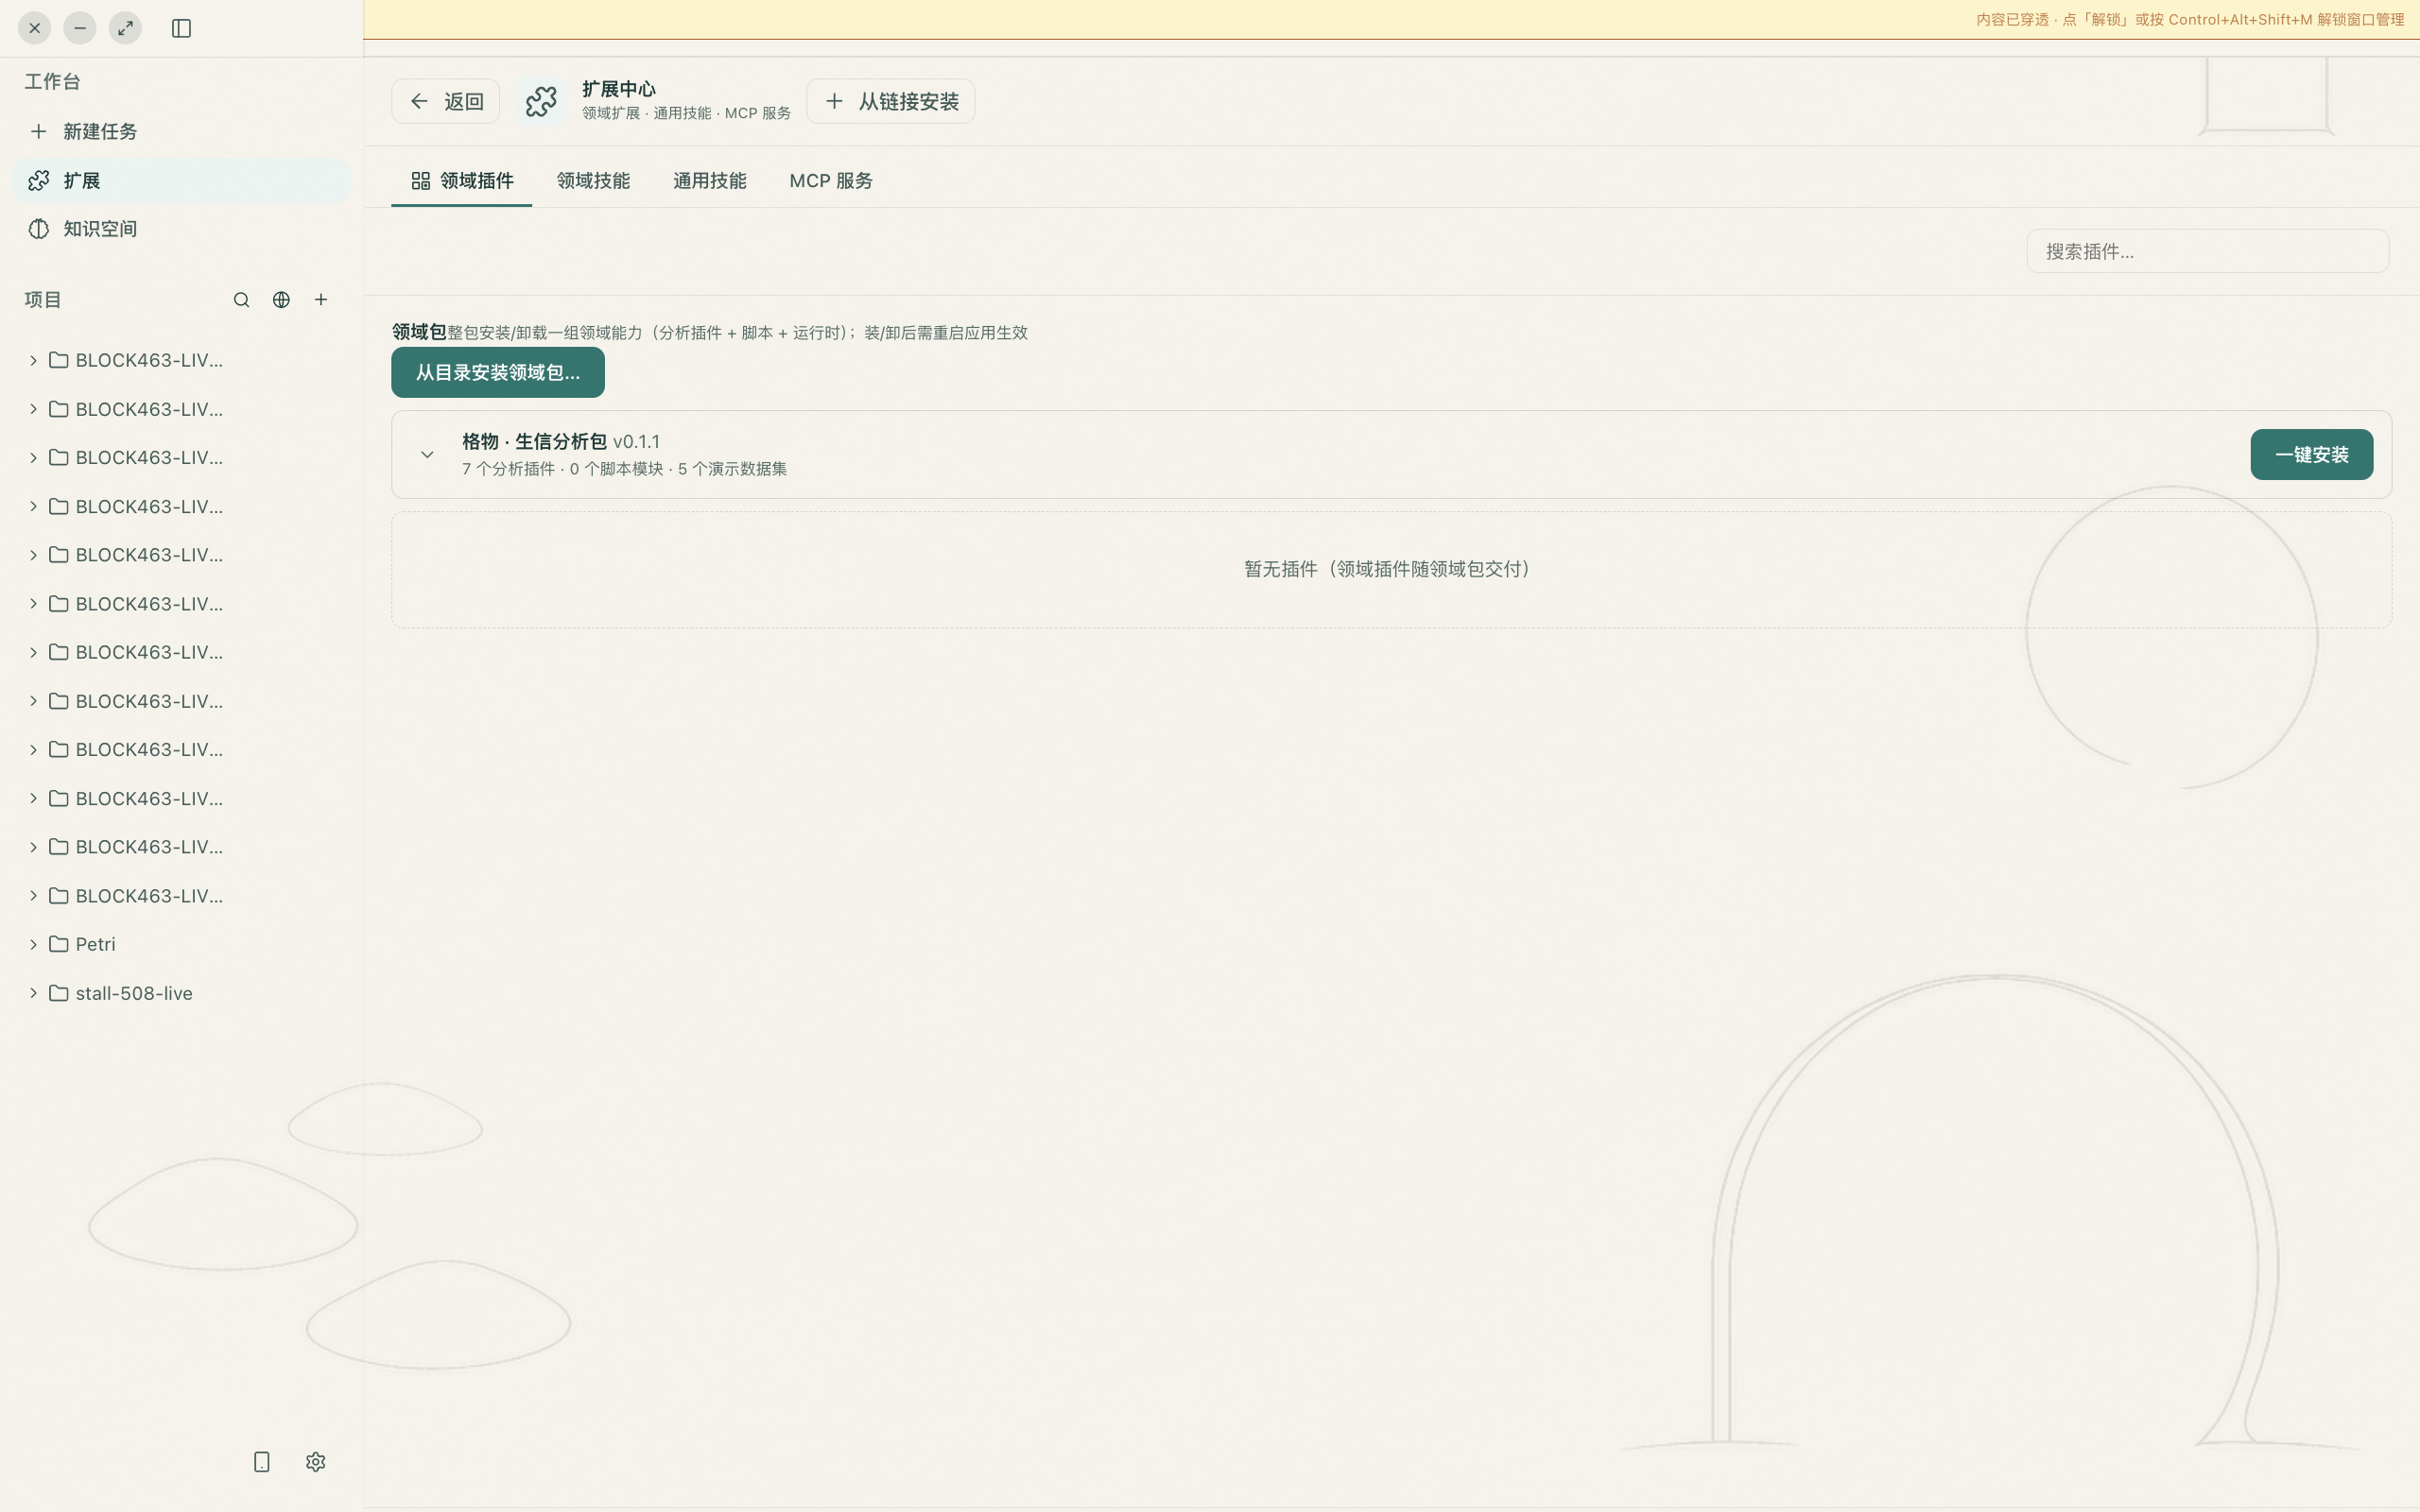 内容已穿透 · 点「解锁」或按 Control+Alt+Shift+M 解锁窗口管理
工作台
新建任务
扩展
知识空间
项目
BLOCK463-LIV...
BLOCK463-LIV...
BLOCK463-LIV...
BLOCK463-LIV...
BLOCK463-LIV...
BLOCK463-LIV...
BLOCK463-LIV...
BLOCK463-LIV...
BLOCK463-LIV...
BLOCK463-LIV...
BLOCK463-LIV...
BLOCK463-LIV...
Petri
stall-508-live
返回
扩展中心
领域扩展 · 通用技能 · MCP 服务
从链接安装
领域插件
领域技能
通用技能
MCP 服务
搜索插件...
领域包整包安装/卸载一组领域能力（分析插件 + 脚本 + 运行时）；装/卸后需重启应用生效
从目录安装领域包...
格物 · 生信分析包 v0.1.1
7 个分析插件 · 0 个脚本模块 · 5 个演示数据集
一键安装
暂无插件（领域插件随领域包交付）